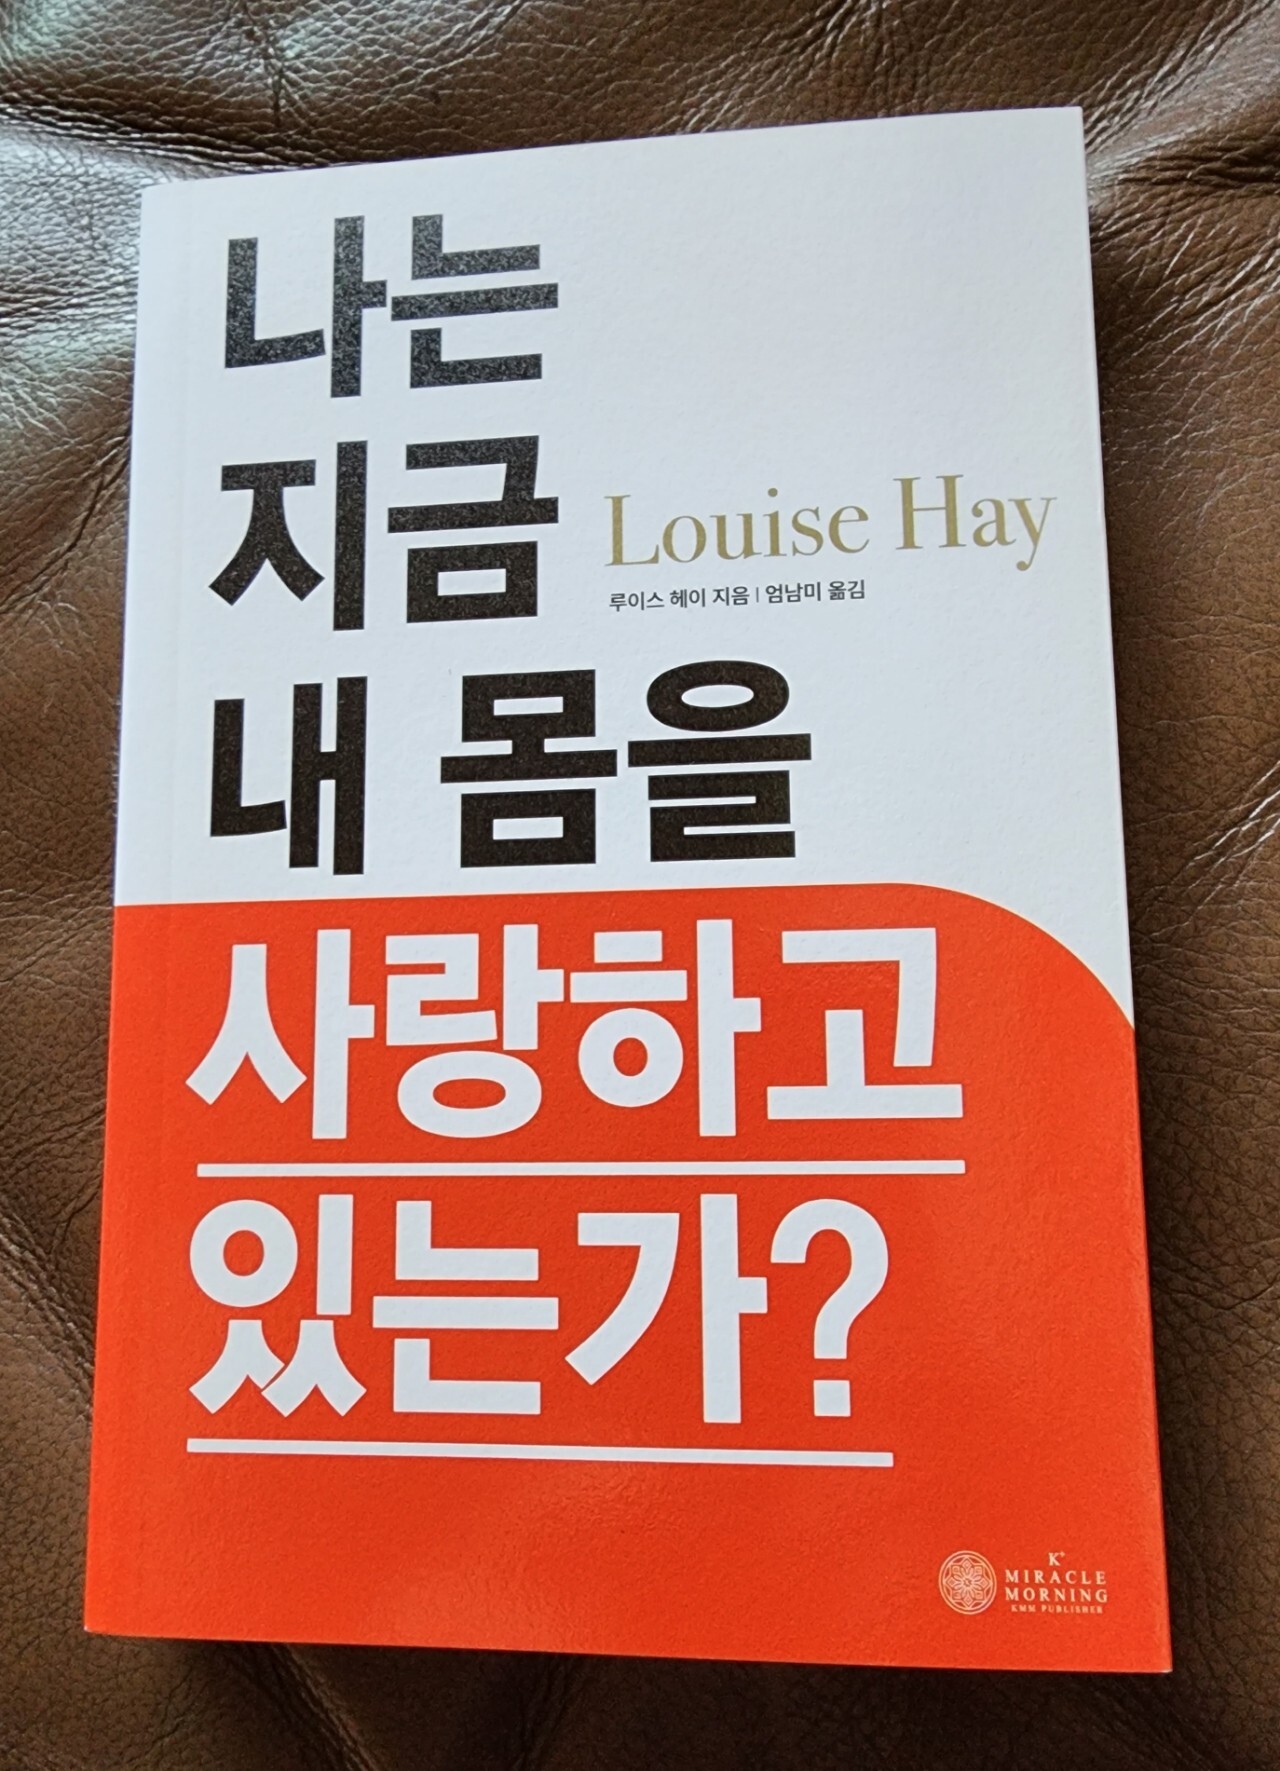 나는
지금
Louise Hay
루이스 헤이 지음 | 엄남미 옮김
내 몸을
사랑하고
있는가?
K+
MIRACLE
MORNING
KMM PUBLISHER